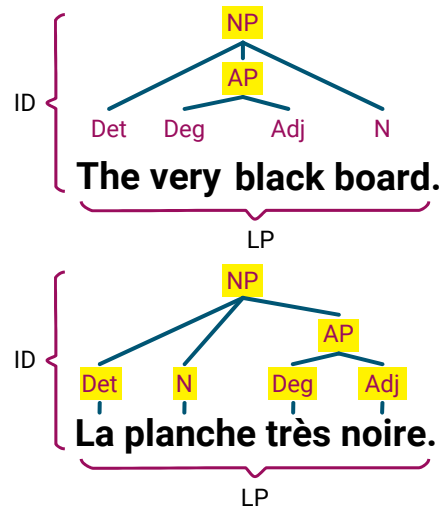 NP
AP
ID
Det Deg Adj N
The very black board.
LP
NP
AP
ID
Det N Deg Adj
La planche très noire.
LP